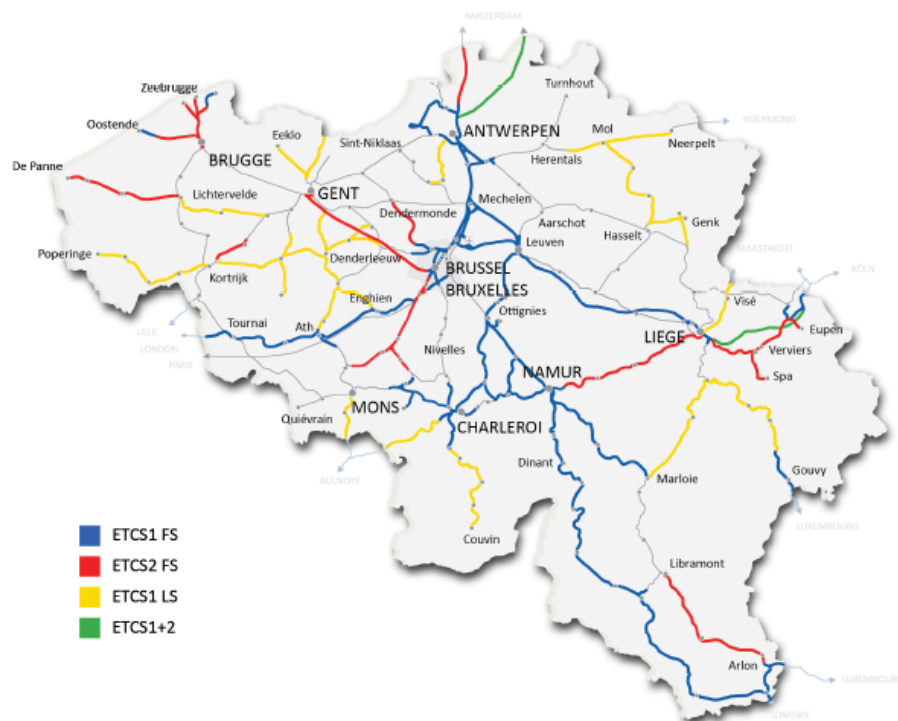 AMSTERDAM
Zeebrugge
Turnhout
Oostende
ROERMOND
Eeklo
Sint-Niklaas
ANTWERPEN
Mol
BRUGGE
Herentals
Neerpelt
De Panne
Lichtervelde
GENT
Mechelen
Dendermonde
Aarschot
Genk
Hasselt
Leuven
Poperinge
Denderleeuw
MAASTRICHT
Kortrijk
BRUSSEL
BRUXELLES
KÖLN
Enghien
Visé
Ottignies
Tournai
Ath
LILLE
LIEGE
Eupen
LONDON
Nivelles
Verviers
PARIS
NAMUR
Spa
MONS
Quiévrain
CHARLEROI
Dinant
Gouvy
AULNOYE
Marloie
LUXEMBOURG
Couvin
ETCS1 FS
Libramont
ETCS2 FS
ETCS1 LS
ETCS1+2
Arlon
LUXEMBOUR
LONGWY